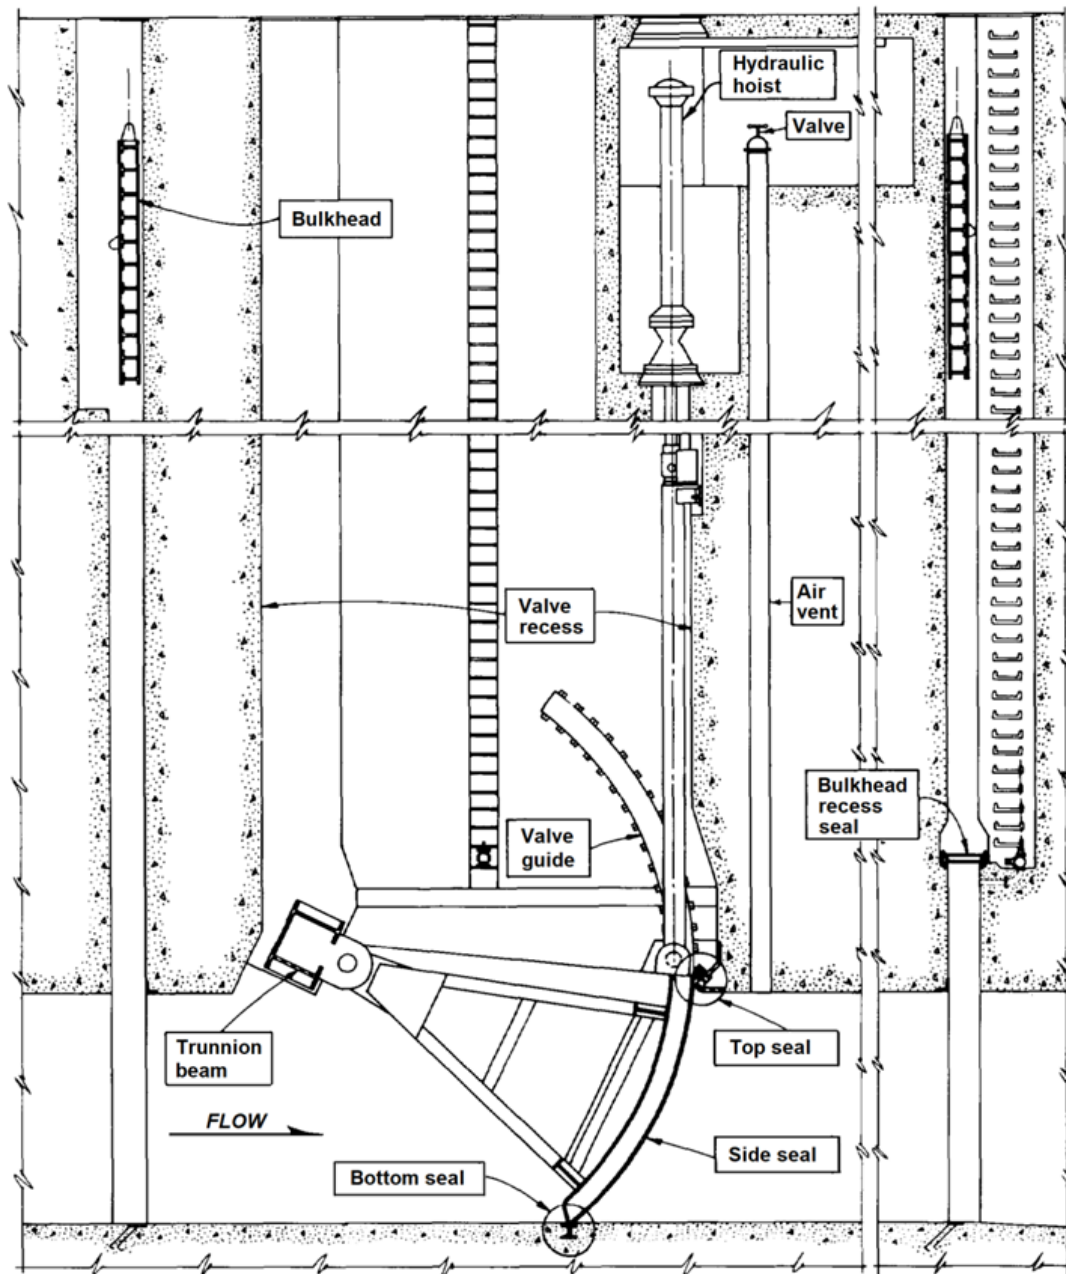 Hydraulic
hoist
Valve
Bulkhead
Valve
recess
Air
vent
Bulkhead
recess
seal
Valve
guide
Trunnion
beam
Top seal
FLOW
Side seal
Bottom seal